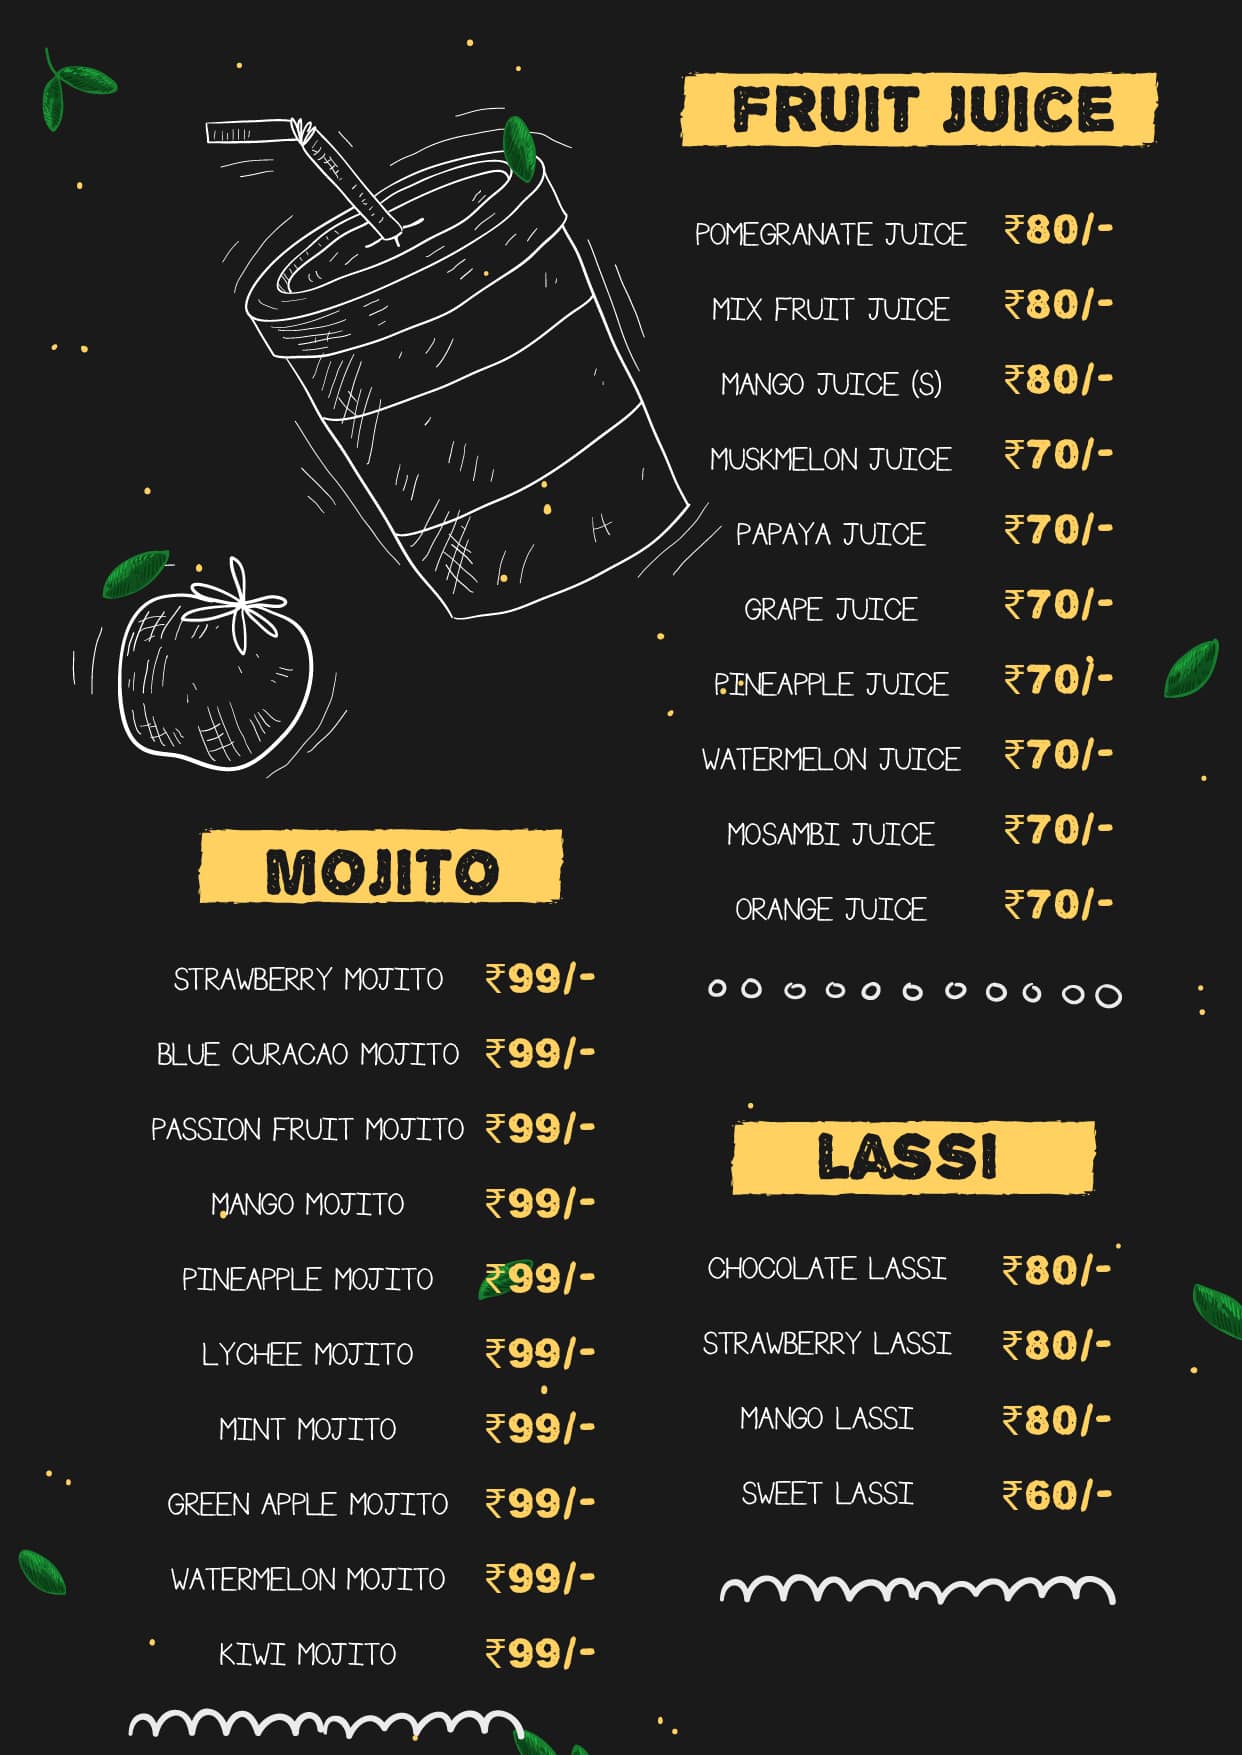 FRUIT JUICE
POMEGRANATE JUICE ₹80/-
MIX FRUIT JUICE ₹80/-
MANGO JUICE (S) ₹80/-
MUSKMELON JUICE ₹70/-
PAPAYA JUICE ₹70/-
GRAPE JUICE ₹70/-
PINEAPPLE JUICE ₹70/-
WATERMELON JUICE ₹70/-
MOSAMBI JUICE ₹70/-
ORANGE JUICE ₹70/-
MOJITO
STRAWBERRY MOJITO ₹99/-
BLUE CURACAO MOJITO ₹99/-
PASSION FRUIT MOJITO ₹99/-
MANGO MOJITO ₹99/-
PINEAPPLE MOJITO ₹99/-
LYCHEE MOJITO ₹99/-
MINT MOJITO ₹99/-
GREEN APPLE MOJITO ₹99/-
WATERMELON MOJITO ₹99/-
KIWI MOJITO ₹99/-
LASSI
CHOCOLATE LASSI ₹80/-
STRAWBERRY LASSI ₹80/-
MANGO LASSI ₹80/-
SWEET LASSI ₹60/-